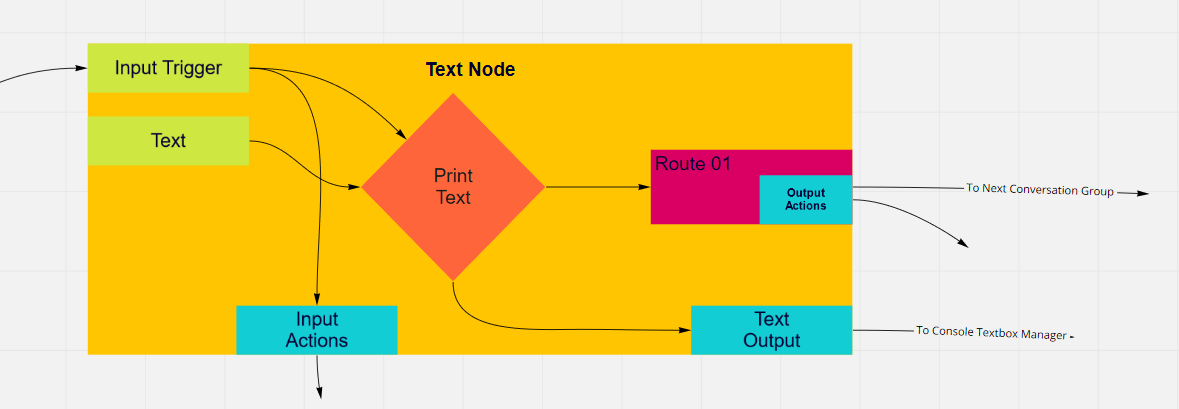 Input Trigger
Text Node
Text
Print
Text
Route 01
Output
Actions
To Next Conversation Group
Input
Actions
Text
Output
To Console Textbox Manager